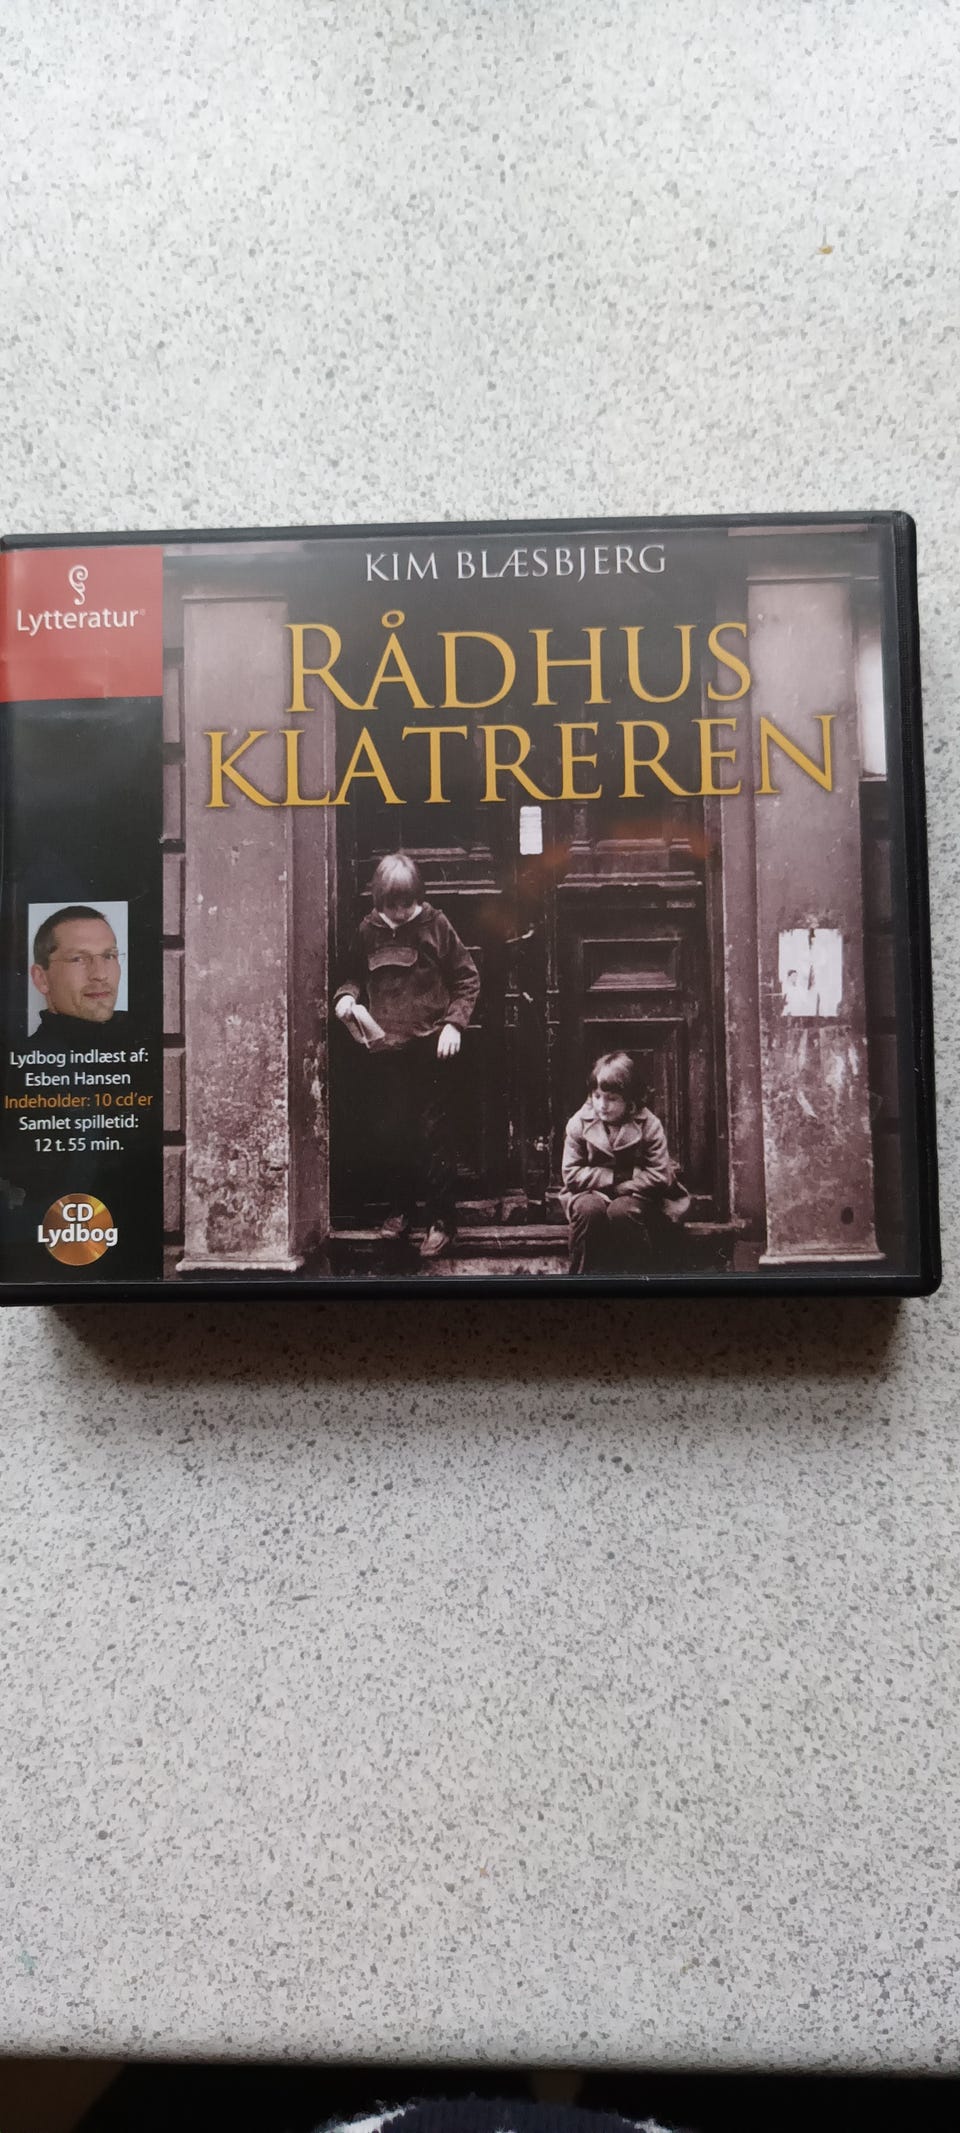 KIM BLÆSBJERG
RÅDHUS
KLATREREN
Lytteratur®
Lydbog indlæst af:
Esben Hansen
Indeholder: 10 cd'er
Samlet spilletid:
12 t. 55 min.
CD
Lydbog